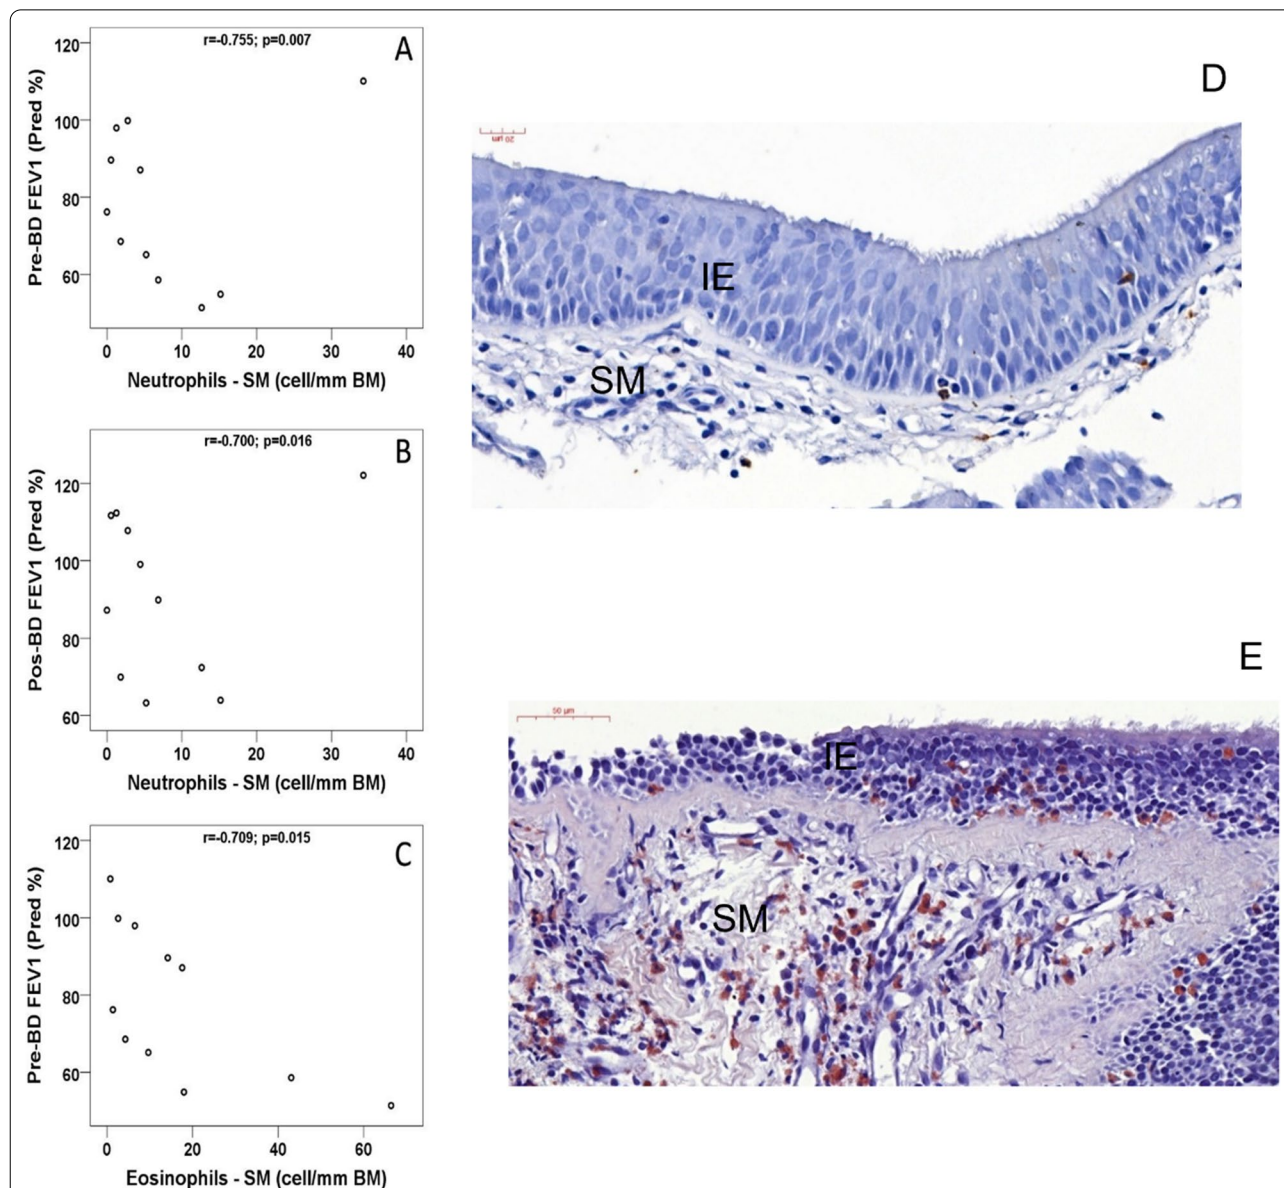 r=-0.755; p=0.007
A
120
100
80
60
Pre-BD FEV1 (Pred %)
0 10 20 30 40
Neutrophils - SM (cell/mm BM)
r=-0.700; p=0.016
B
120
100
80
60
Pos-BD FEV1 (Pred %)
0 10 20 30 40
Neutrophils - SM (cell/mm BM)
r=-0.709; p=0.015
C
120
100
80
60
Pre-BD FEV1 (Pred %)
0 20 40 60
Eosinophils - SM (cell/mm BM)
D
20 µm
IE
SM
E
50 µm
IE
SM